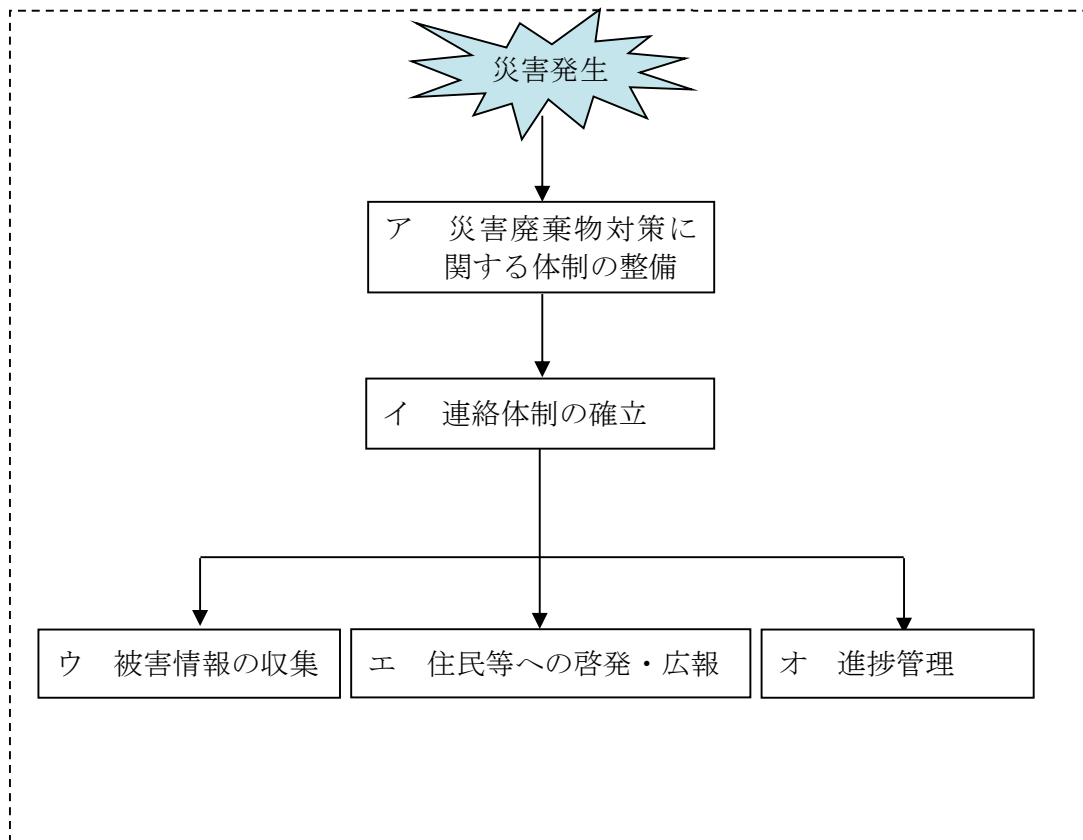 災害発生
ア　災害廃棄物対策に
関する体制の整備
イ　連絡体制の確立
ウ　被害情報の収集
エ　住民等への啓発・広報
オ　進捗管理